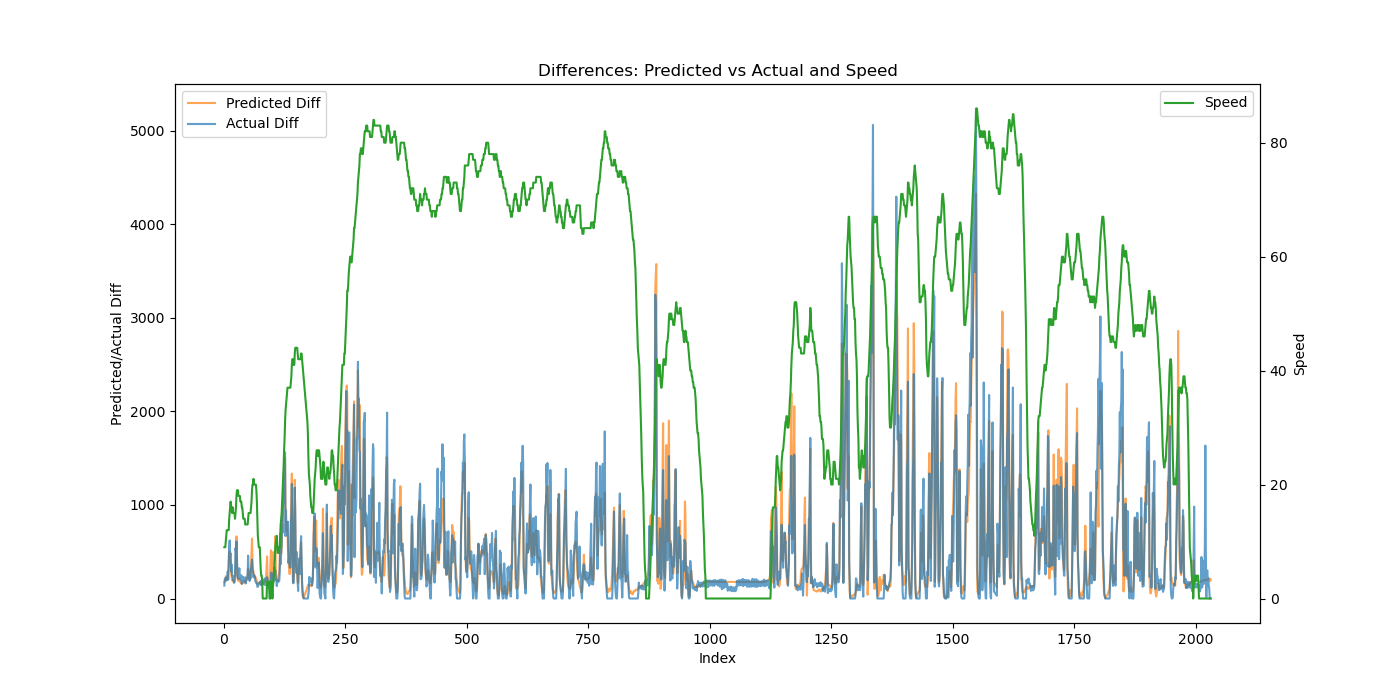 Differences: Predicted vs Actual and Speed
Predicted Diff
Actual Diff
Speed
5000
4000
3000
2000
1000
0
Predicted/Actual Diff
80
60
40
20
0
Speed
0
250
500
750
1000
1250
1500
1750
2000
Index